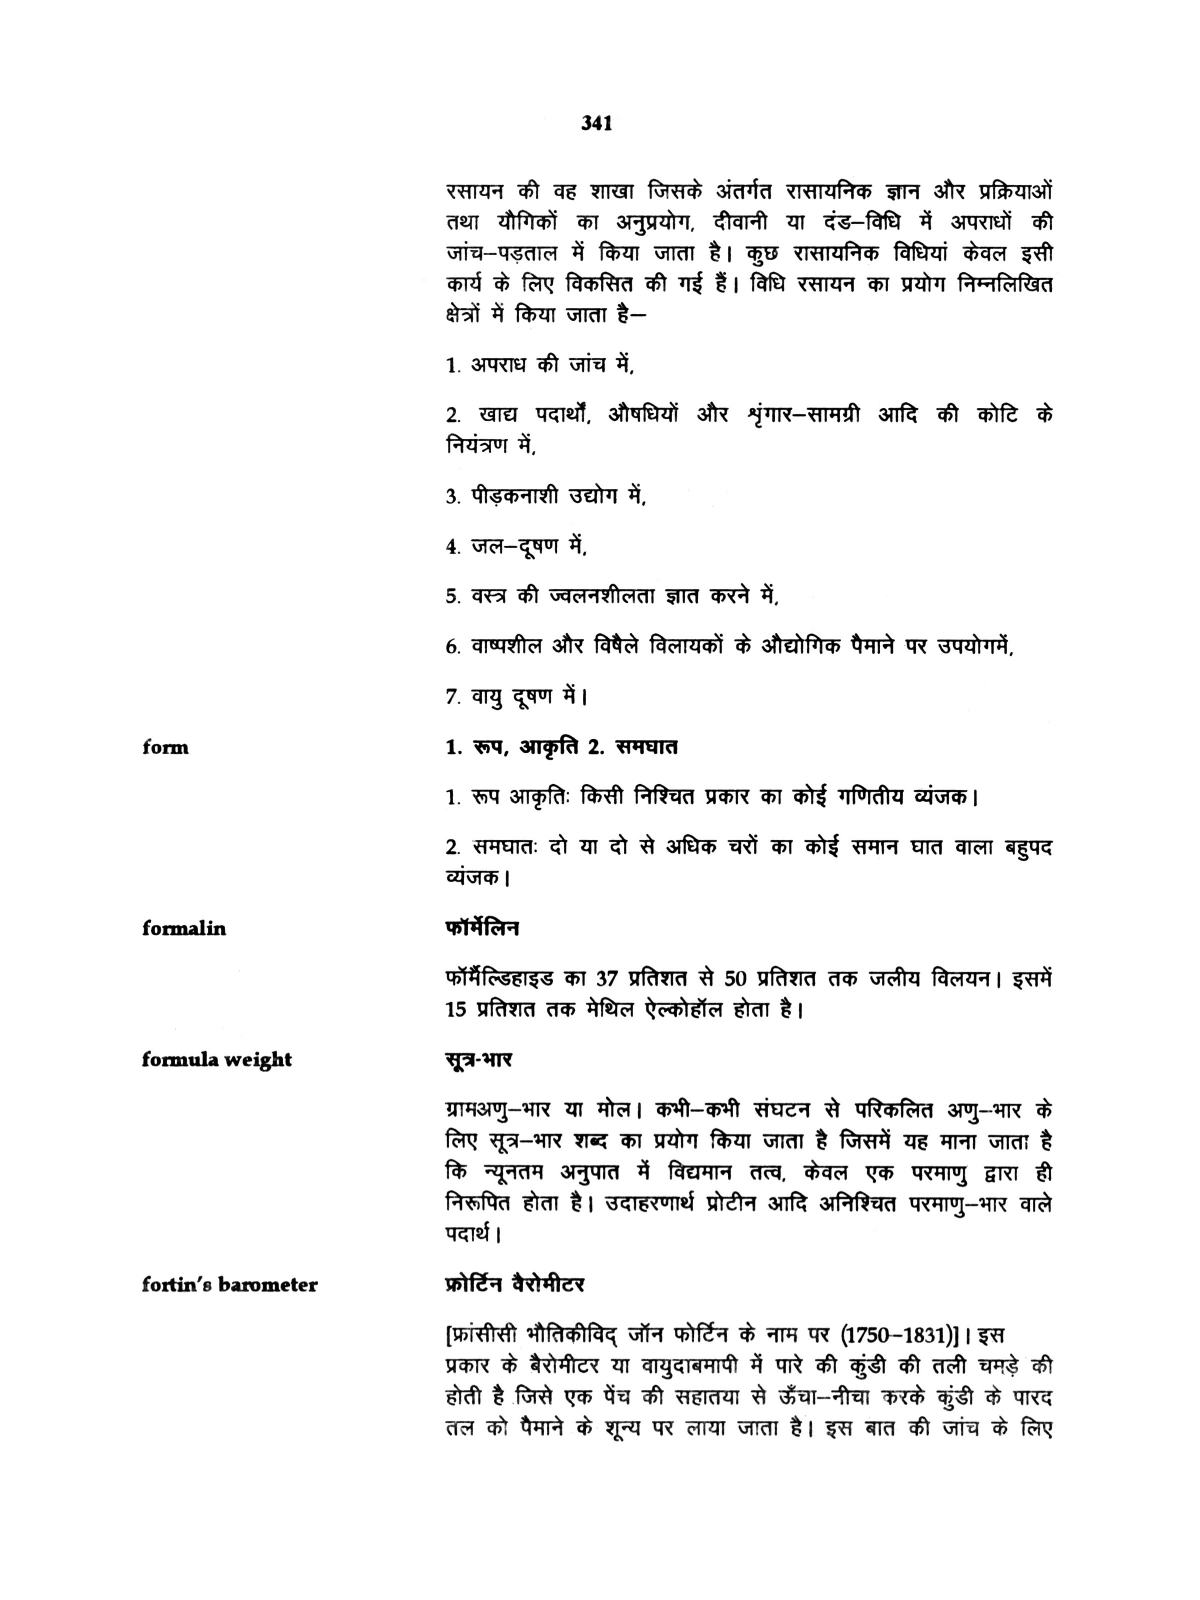 341
रसायन की वह शाखा जिसके अंतर्गत रासायनिक ज्ञान और प्रक्रियाओं
तथा यौगिकों का अनुप्रयोग, दीवानी या दंड–विधि में अपराधों की
जांच–पड़ताल में किया जाता है। कुछ रासायनिक विधियां केवल इसी
कार्य के लिए विकसित की गई हैं। विधि रसायन का प्रयोग निम्नलिखित
क्षेत्रों में किया जाता है–
1. अपराध की जांच में,
2. खाद्य पदार्थों, औषधियों और शृंगार–सामग्री आदि की कोटि के
नियंत्रण में,
3. पीड़कनाशी उद्योग में,
4. जल–दूषण में,
5. वस्त्र की ज्वलनशीलता ज्ञात करने में,
6. वाष्पशील और विषैले विलायकों के औद्योगिक पैमाने पर उपयोगमें,
7. वायु दूषण में।
form 1. रूप, आकृति 2. समघात
1. रूप आकृतिः किसी निश्चित प्रकार का कोई गणितीय व्यंजक।
2. समघातः दो या दो से अधिक चरों का कोई समान घात वाला बहुपद
व्यंजक।
formalin फॉर्मेलिन
फॉर्मैल्डिहाइड का 37 प्रतिशत से 50 प्रतिशत तक जलीय विलयन। इसमें
15 प्रतिशत तक मेथिल ऐल्कोहॉल होता है।
formula weight सूत्र-भार
ग्रामअणु–भार या मोल। कभी–कभी संघटन से परिकलित अणु–भार के
लिए सूत्र–भार शब्द का प्रयोग किया जाता है जिसमें यह माना जाता है
कि न्यूनतम अनुपात में विद्यमान तत्व, केवल एक परमाणु द्वारा ही
निरूपित होता है। उदाहरणार्थ प्रोटीन आदि अनिश्चित परमाणु–भार वाले
पदार्थ।
fortin's barometer फ्रोर्टिन वैरोमीटर
[फ्रांसीसी भौतिकीविद् जॉन फोर्टिन के नाम पर (1750–1831)]। इस
प्रकार के बैरोमीटर या वायुदाबमापी में पारे की कुंडी की तली चमड़े की
होती है जिसे एक पेंच की सहातया से ऊँचा–नीचा करके कुंडी के पारद
तल को पैमाने के शून्य पर लाया जाता है। इस बात की जांच के लिए